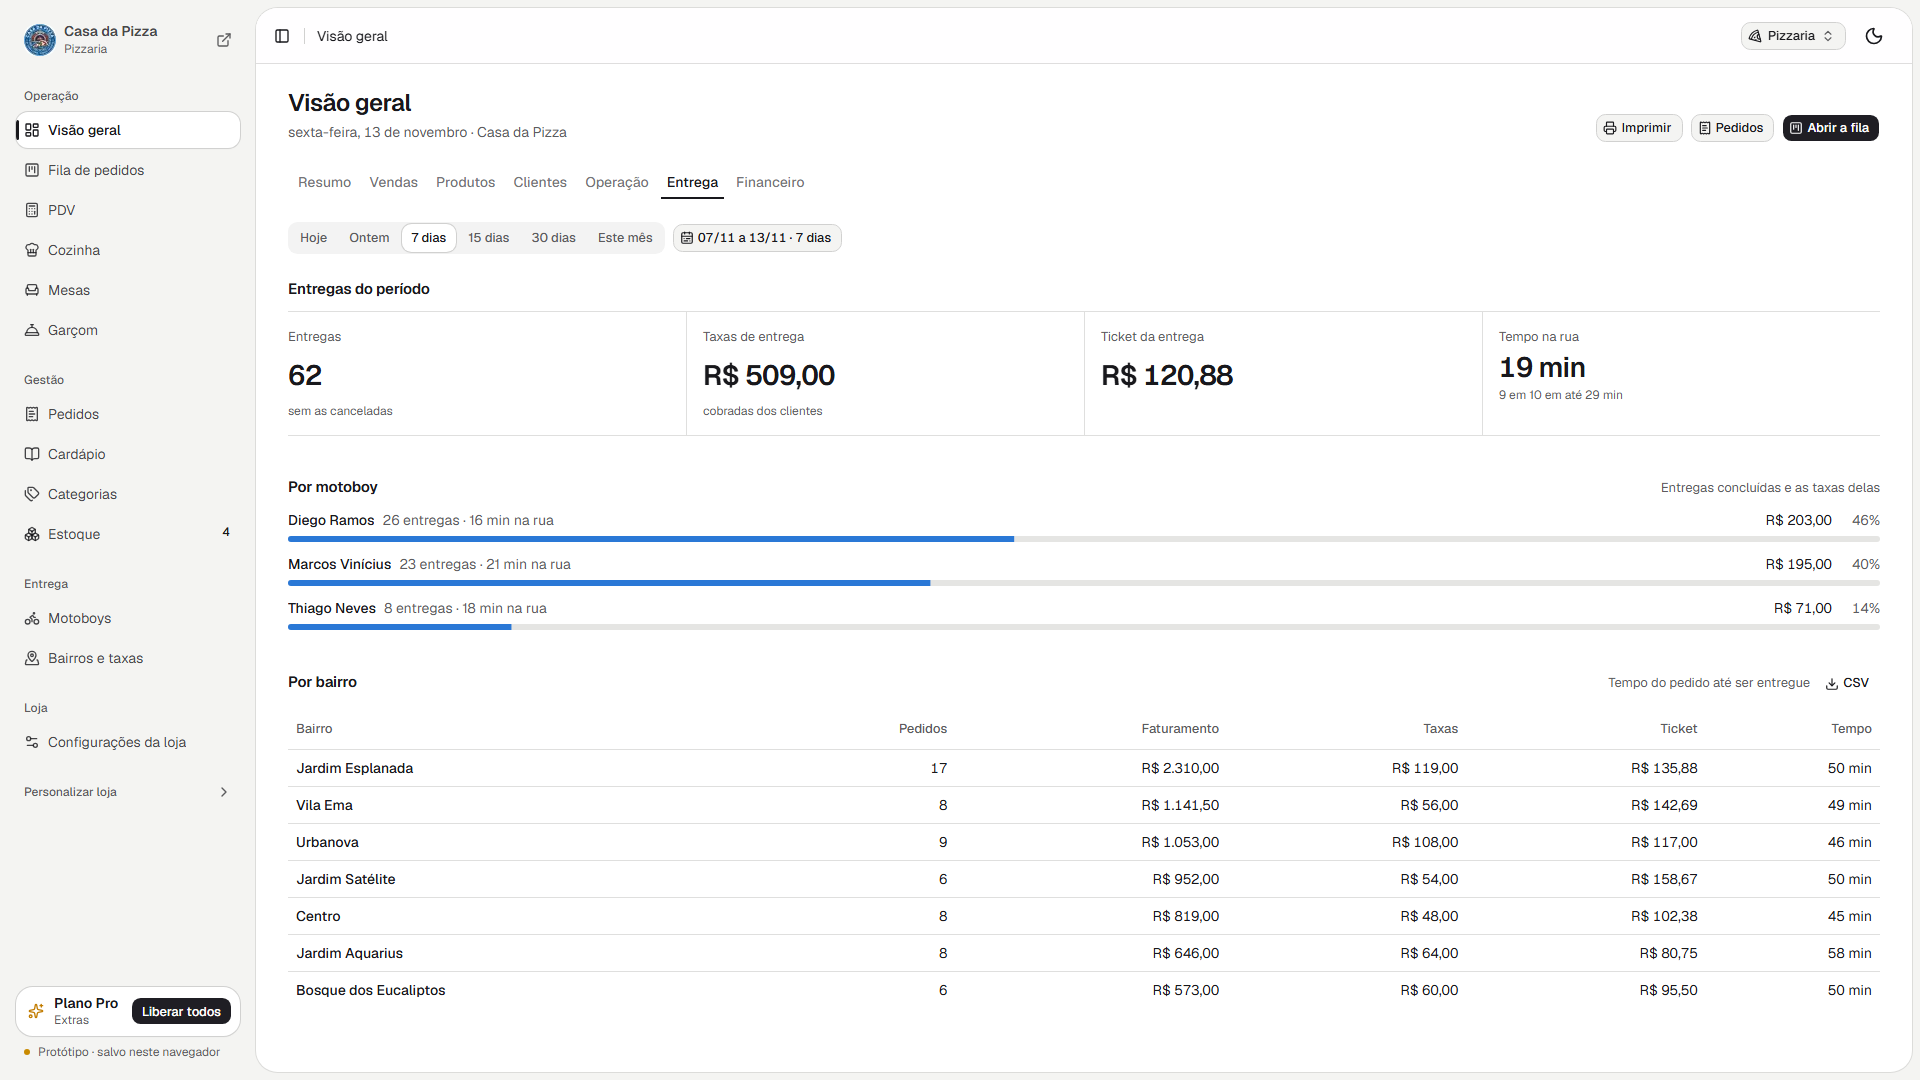 Casa da Pizza
Pizzaria
Operação
Visão geral
Fila de pedidos
PDV
Cozinha
Mesas
Garçom
Gestão
Pedidos
Cardápio
Categorias
Estoque 4
Entrega
Motoboys
Bairros e taxas
Loja
Configurações da loja
Personalizar loja
Plano Pro
Extras
Liberar todos
Protótipo · salvo neste navegador
Visão geral
Pizzaria
Visão geral
sexta-feira, 13 de novembro · Casa da Pizza
Imprimir Pedidos Abrir a fila
Resumo Vendas Produtos Clientes Operação Entrega Financeiro
Hoje Ontem 7 dias 15 dias 30 dias Este mês 07/11 a 13/11 · 7 dias
Entregas do período
Entregas
62
sem as canceladas
Taxas de entrega
R$ 509,00
cobradas dos clientes
Ticket da entrega
R$ 120,88
Tempo na rua
19 min
9 em 10 em até 29 min
Por motoboy Entregas concluídas e as taxas delas
Diego Ramos 26 entregas · 16 min na rua R$ 203,00 46%
Marcos Vinícius 23 entregas · 21 min na rua R$ 195,00 40%
Thiago Neves 8 entregas · 18 min na rua R$ 71,00 14%
Por bairro Tempo do pedido até ser entregue CSV
Bairro Pedidos Faturamento Taxas Ticket Tempo
Jardim Esplanada 17 R$ 2.310,00 R$ 119,00 R$ 135,88 50 min
Vila Ema 8 R$ 1.141,50 R$ 56,00 R$ 142,69 49 min
Urbanova 9 R$ 1.053,00 R$ 108,00 R$ 117,00 46 min
Jardim Satélite 6 R$ 952,00 R$ 54,00 R$ 158,67 50 min
Centro 8 R$ 819,00 R$ 48,00 R$ 102,38 45 min
Jardim Aquarius 8 R$ 646,00 R$ 64,00 R$ 80,75 58 min
Bosque dos Eucaliptos 6 R$ 573,00 R$ 60,00 R$ 95,50 50 min